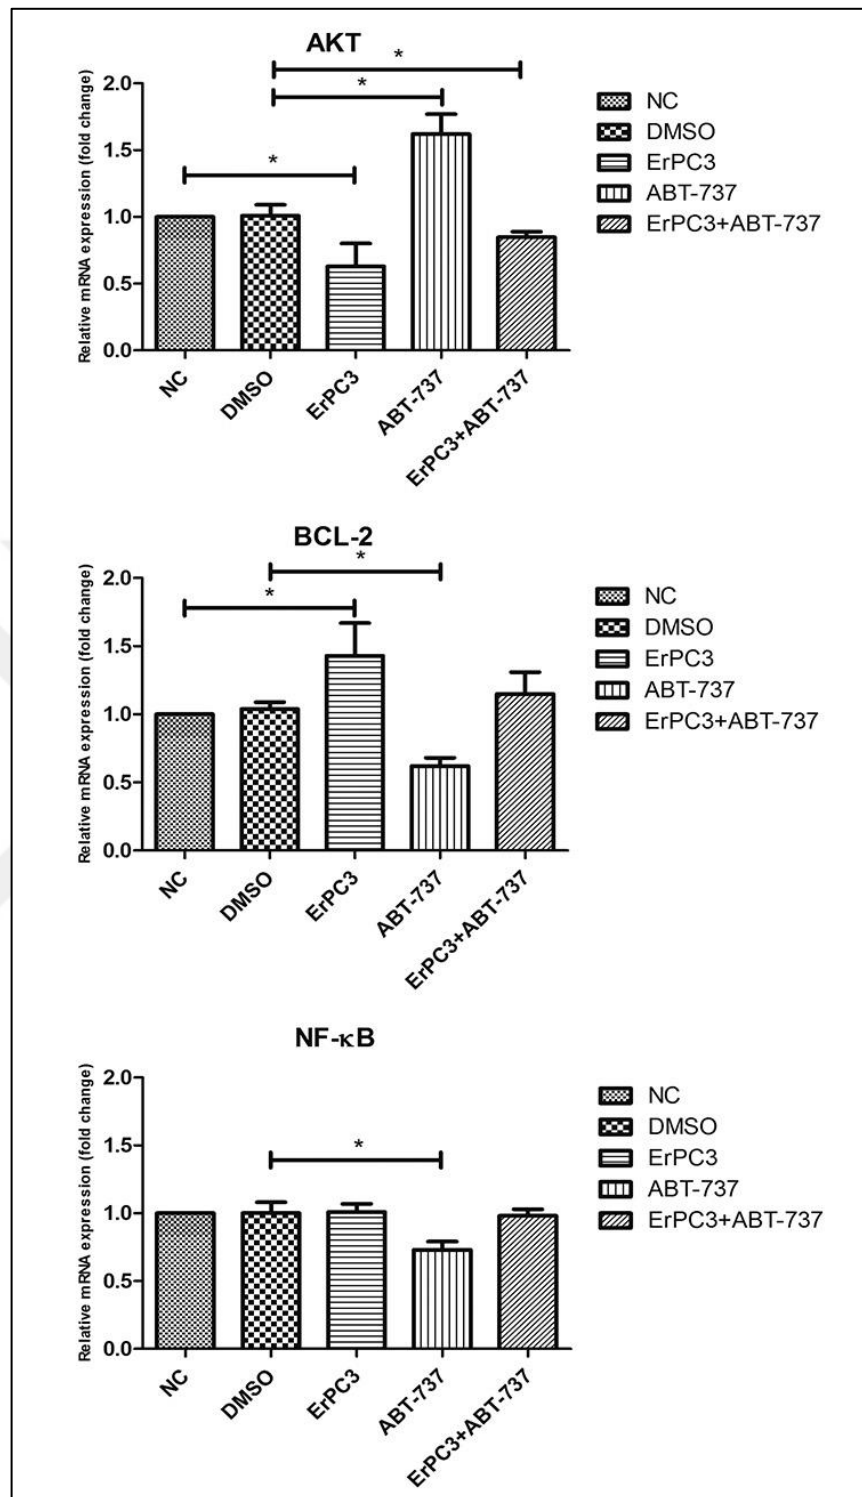 AKT
*
*
*
Relative mRNA expression (fold change)
2.0
1.5
1.0
0.5
0.0
NC
DMSO
ErPC3
ABT-737
ErPC3+ABT-737
NC
DMSO
ErPC3
ABT-737
ErPC3+ABT-737
BCL-2
*
*
Relative mRNA expression (fold change)
2.0
1.5
1.0
0.5
0.0
NC
DMSO
ErPC3
ABT-737
ErPC3+ABT-737
NC
DMSO
ErPC3
ABT-737
ErPC3+ABT-737
NF-κB
*
Relative mRNA expression (fold change)
2.0
1.5
1.0
0.5
0.0
NC
DMSO
ErPC3
ABT-737
ErPC3+ABT-737
NC
DMSO
ErPC3
ABT-737
ErPC3+ABT-737